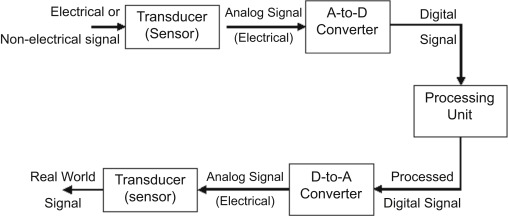 Electrical or
Non-electrical signal
Transducer
(Sensor)
Analog Signal
(Electrical)
A-to-D
Converter
Digital
Signal
Processing
Unit
Real World
Signal
Transducer
(sensor)
Analog Signal
(Electrical)
D-to-A
Converter
Processed
Digital Signal